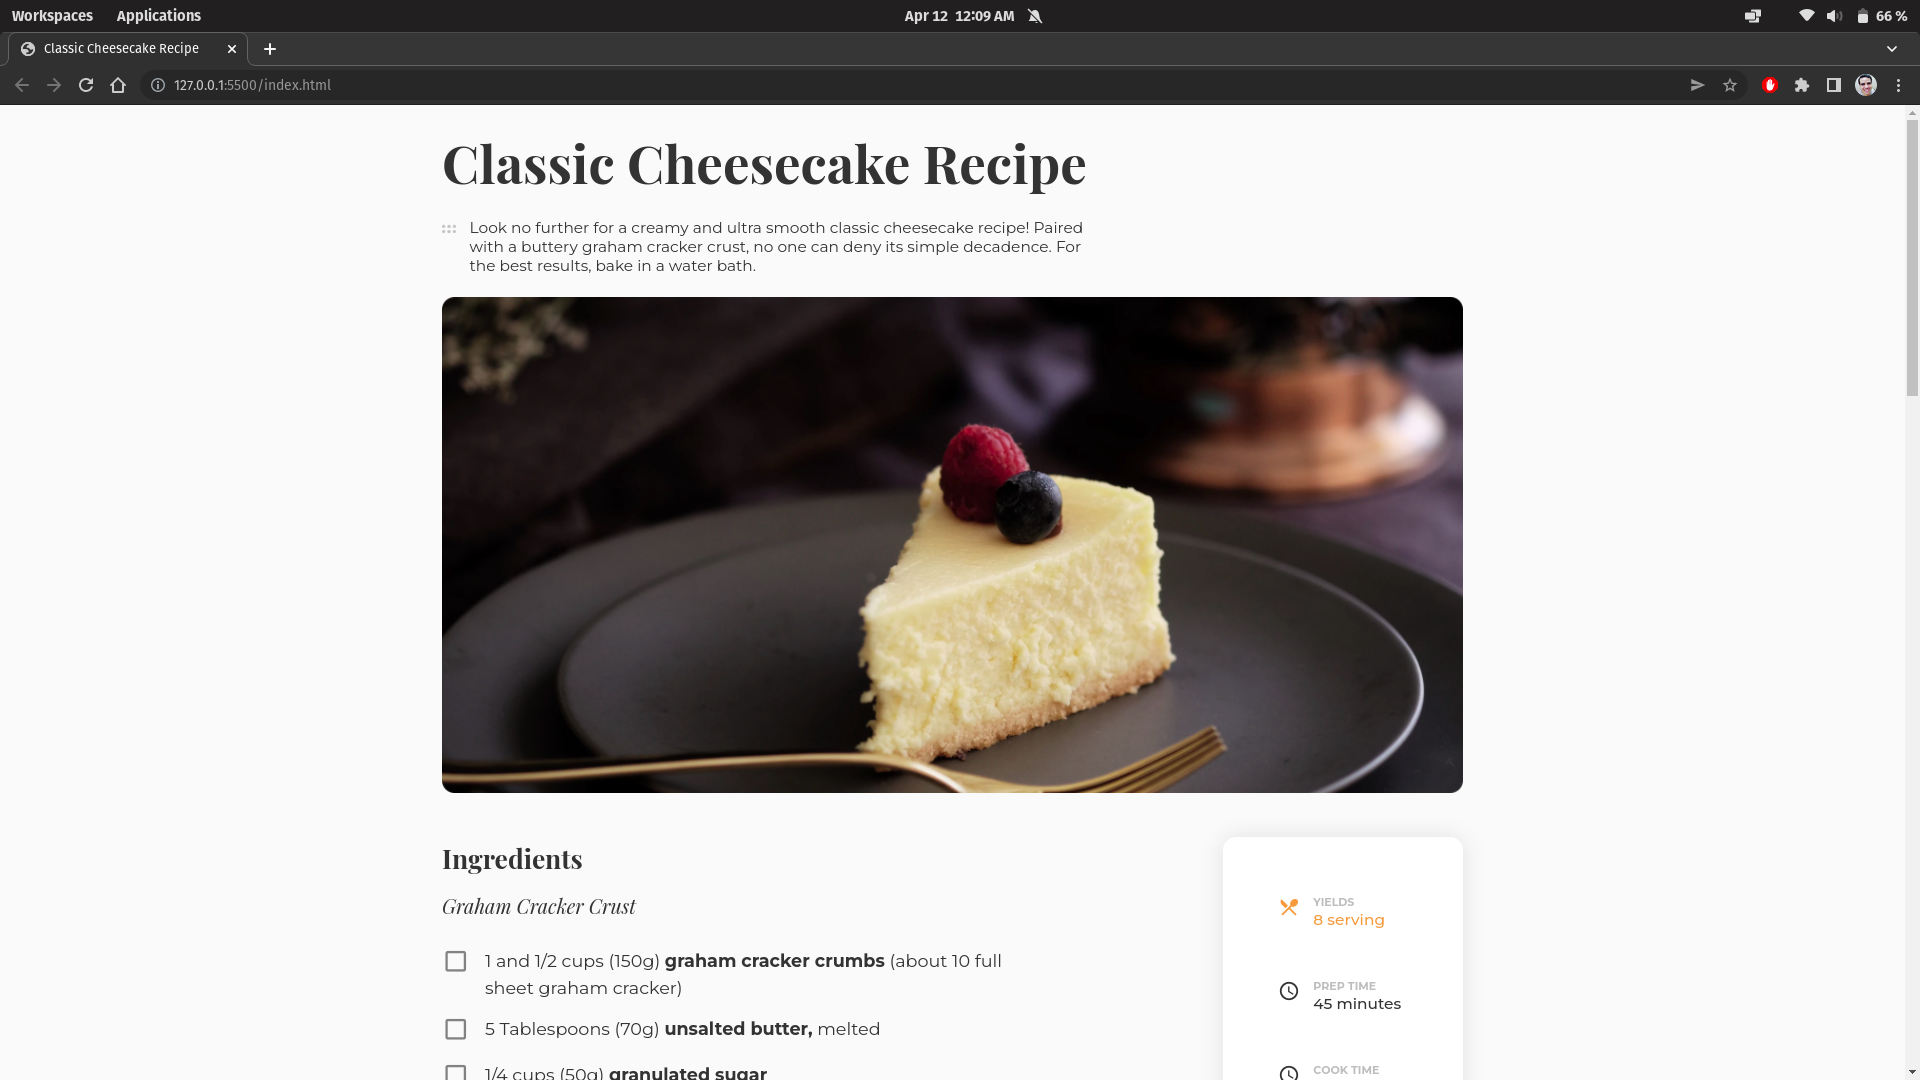 Workspaces Applications Apr 12 12:09 AM 66 %
Classic Cheesecake Recipe
127.0.0.1:5500/index.html
Classic Cheesecake Recipe
Look no further for a creamy and ultra smooth classic cheesecake recipe! Paired
with a buttery graham cracker crust, no one can deny its simple decadence. For
the best results, bake in a water bath.
Ingredients
Graham Cracker Crust
1 and 1/2 cups (150g) graham cracker crumbs (about 10 full
sheet graham cracker)
5 Tablespoons (70g) unsalted butter, melted
1/4 cups (50g) granulated sugar
YIELDS
8 serving
PREP TIME
45 minutes
COOK TIME